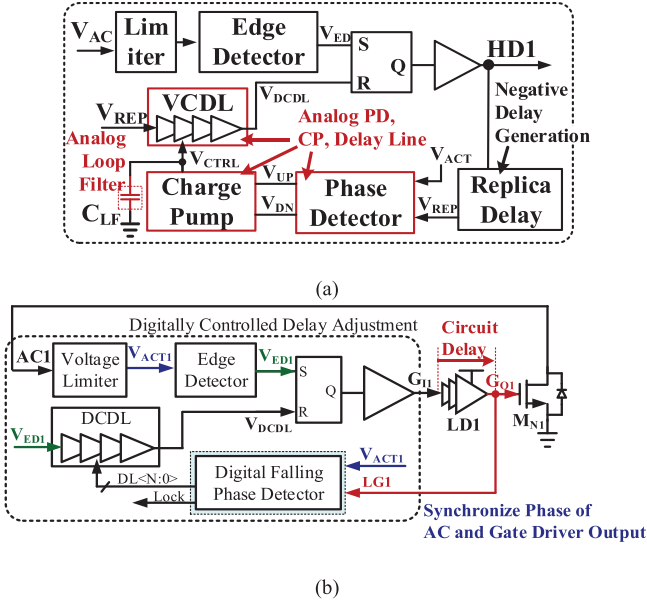 V_AC
Lim
iter
Edge
Detector
V_ED
S
R
Q
HD1
V_DCDL
V_REP
VCDL
Analog PD,
CP, Delay Line
Negative
Delay
Generation
Analog
Loop
Filter
V_CTRL
C_LF
Charge
Pump
V_UP
V_DN
Phase
Detector
V_ACT
V_REP
Replica
Delay
(a)
Digitally Controlled Delay Adjustment
Circuit
Delay
AC1
Voltage
Limiter
V_ACT1
Edge
Detector
V_ED1
S
R
Q
G_I1
LD1
G_O1
M_N1
DCDL
V_DCDL
V_ED1
DL<N:0>
Lock
Digital Falling
Phase Detector
V_ACT1
LG1
Synchronize Phase of
AC and Gate Driver Output
(b)